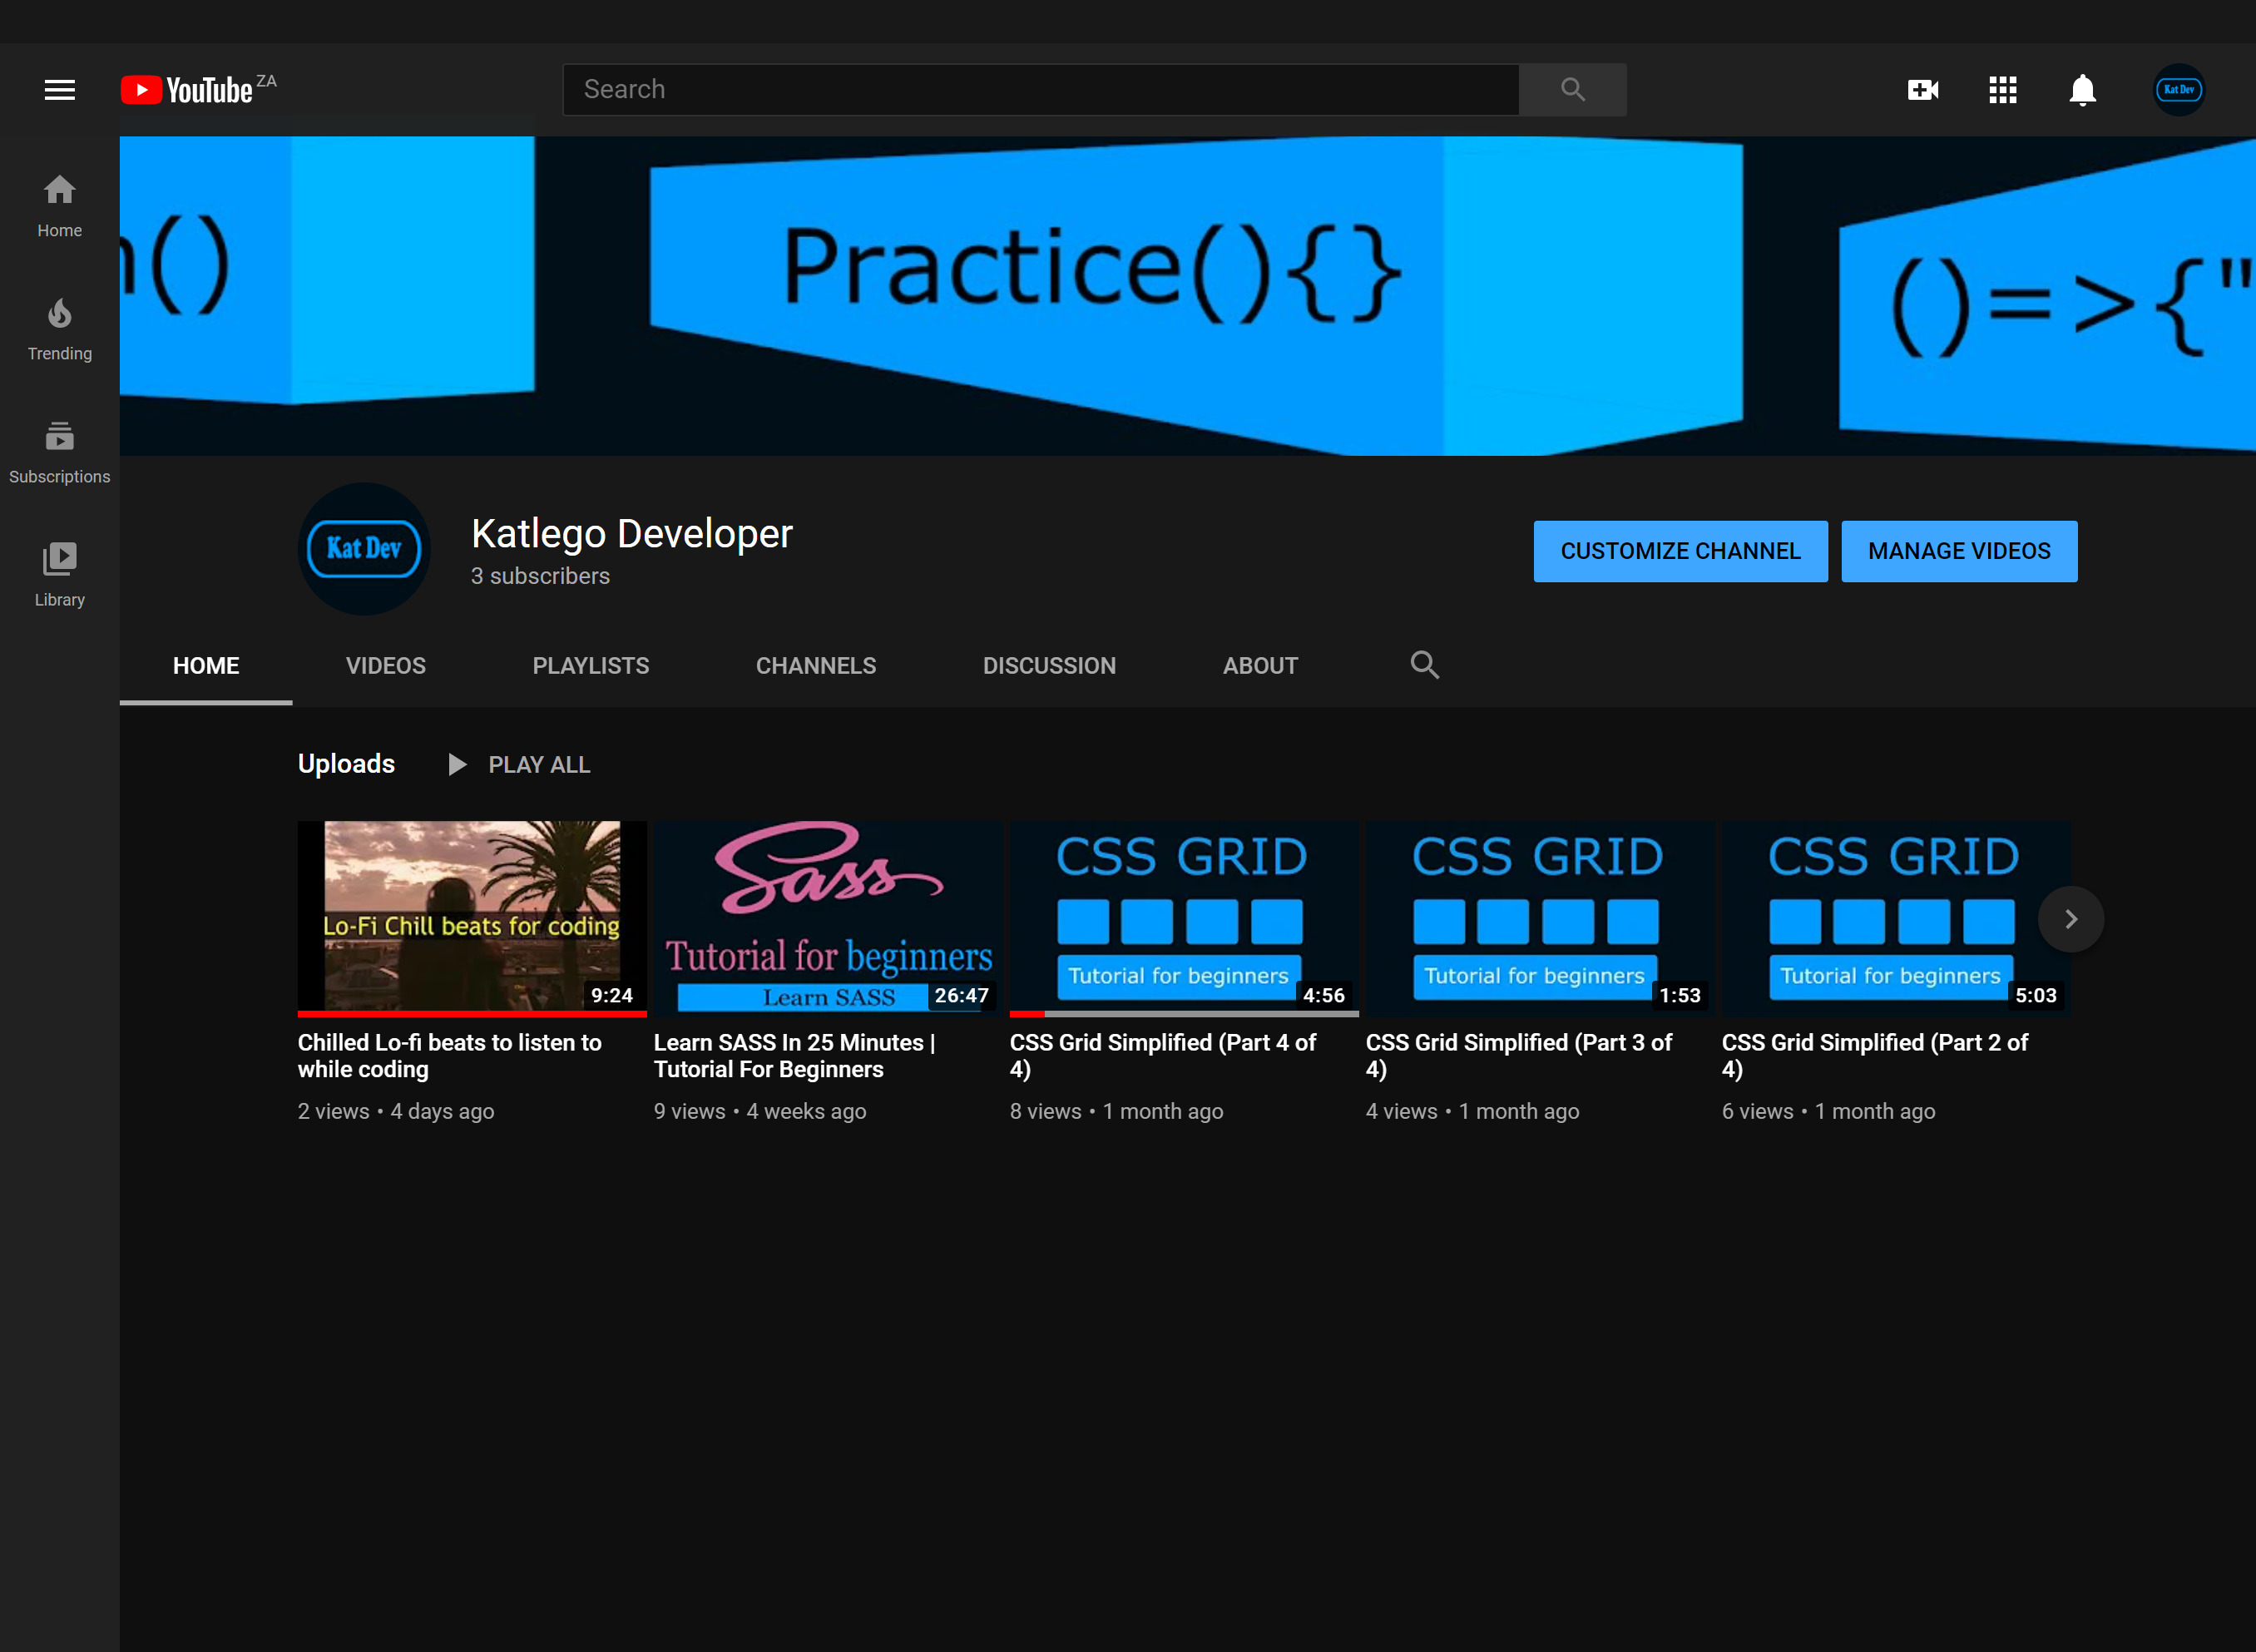 YouTube ZA
Search
Kat Dev
Home
Trending
Subscriptions
Library
()
Practice(){}
()=>{"
Kat Dev
Katlego Developer
3 subscribers
CUSTOMIZE CHANNEL
MANAGE VIDEOS
HOME
VIDEOS
PLAYLISTS
CHANNELS
DISCUSSION
ABOUT
Uploads
PLAY ALL
Lo-Fi Chill beats for coding
9:24
Chilled Lo-fi beats to listen to
while coding
2 views • 4 days ago
Sass
Tutorial for beginners
Learn SASS
26:47
Learn SASS In 25 Minutes |
Tutorial For Beginners
9 views • 4 weeks ago
CSS GRID
Tutorial for beginners
4:56
CSS Grid Simplified (Part 4 of
4)
8 views • 1 month ago
CSS GRID
Tutorial for beginners
1:53
CSS Grid Simplified (Part 3 of
4)
4 views • 1 month ago
CSS GRID
Tutorial for beginners
5:03
CSS Grid Simplified (Part 2 of
4)
6 views • 1 month ago